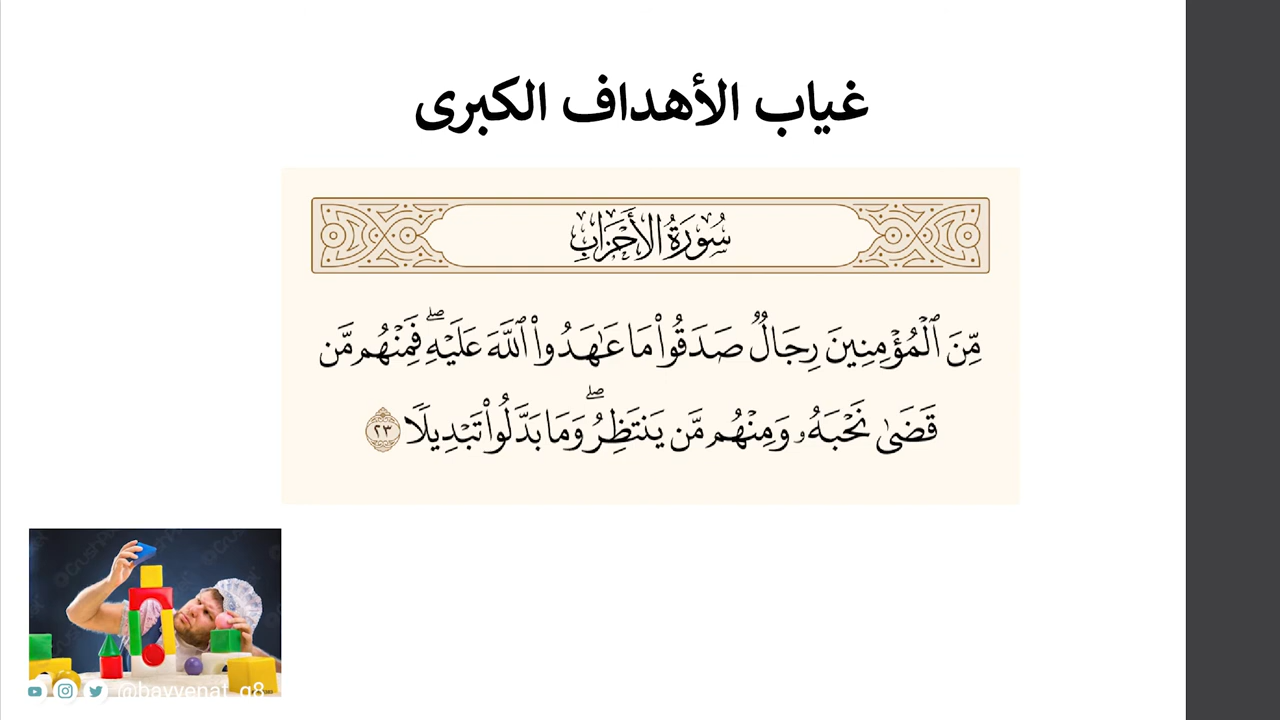 غياب الأهداف الكبرى
سُورَةُ الأَحْزَابِ
مِّنَ ٱلْمُؤْمِنِينَ رِجَالٌ صَدَقُوا۟ مَا عَـٰهَدُوا۟ ٱللَّهَ عَلَيْهِ ۖ فَمِنْهُم مَّن
قَضَىٰ نَحْبَهُۥ وَمِنْهُم مَّن يَنتَظِرُ ۖ وَمَا بَدَّلُوا۟ تَبْدِيلًا ٢٣
@bayyenat_q8